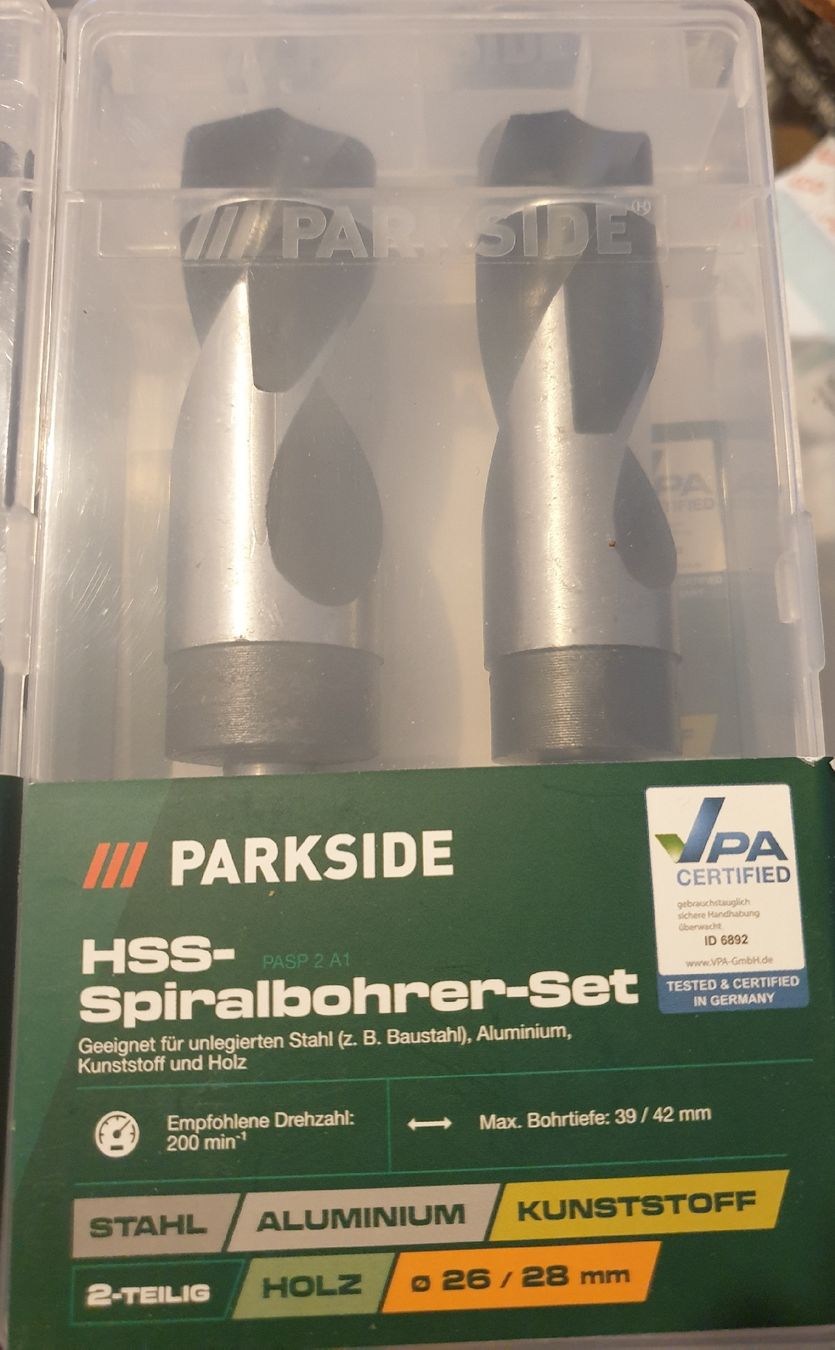 /// PARKSIDE®
/// PARKSIDE
VPA
CERTIFIED
gebrauchstauglich
sichere Handhabung
überwacht
ID 6892
www.VPA-GmbH.de
TESTED & CERTIFIED
IN GERMANY
HSS- PASP 2 A1
Spiralbohrer-Set
Geeignet für unlegierten Stahl (z. B. Baustahl), Aluminium,
Kunststoff und Holz
Empfohlene Drehzahl:
200 min⁻¹
Max. Bohrtiefe: 39 / 42 mm
STAHL ALUMINIUM KUNSTSTOFF
2-TEILIG HOLZ ø 26 / 28 mm